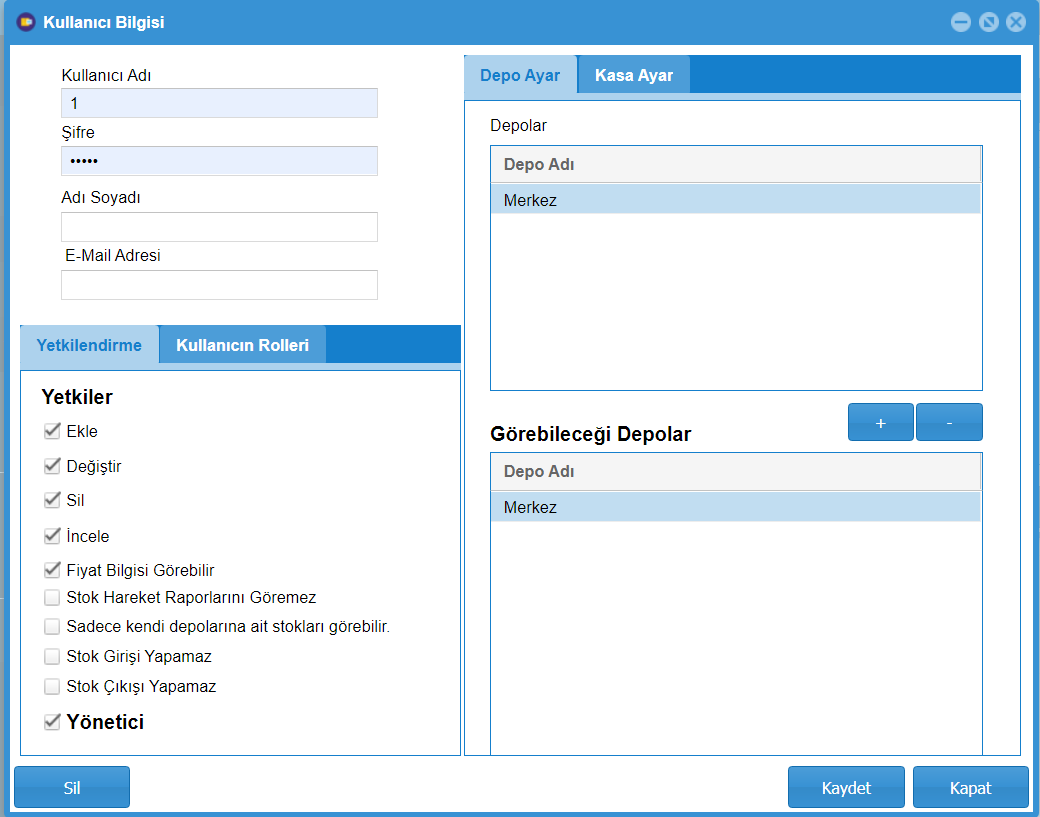 Kullanıcı Bilgisi
Kullanıcı Adı
1
Şifre
•••••
Adı Soyadı
E-Mail Adresi
Yetkilendirme
Kullanıcın Rolleri
Yetkiler
Ekle
Değiştir
Sil
İncele
Fiyat Bilgisi Görebilir
Stok Hareket Raporlarını Göremez
Sadece kendi depolarına ait stokları görebilir.
Stok Girişi Yapamaz
Stok Çıkışı Yapamaz
Yönetici
Depo Ayar
Kasa Ayar
Depolar
Depo Adı
Merkez
+
-
Görebileceği Depolar
Depo Adı
Merkez
Sil
Kaydet
Kapat